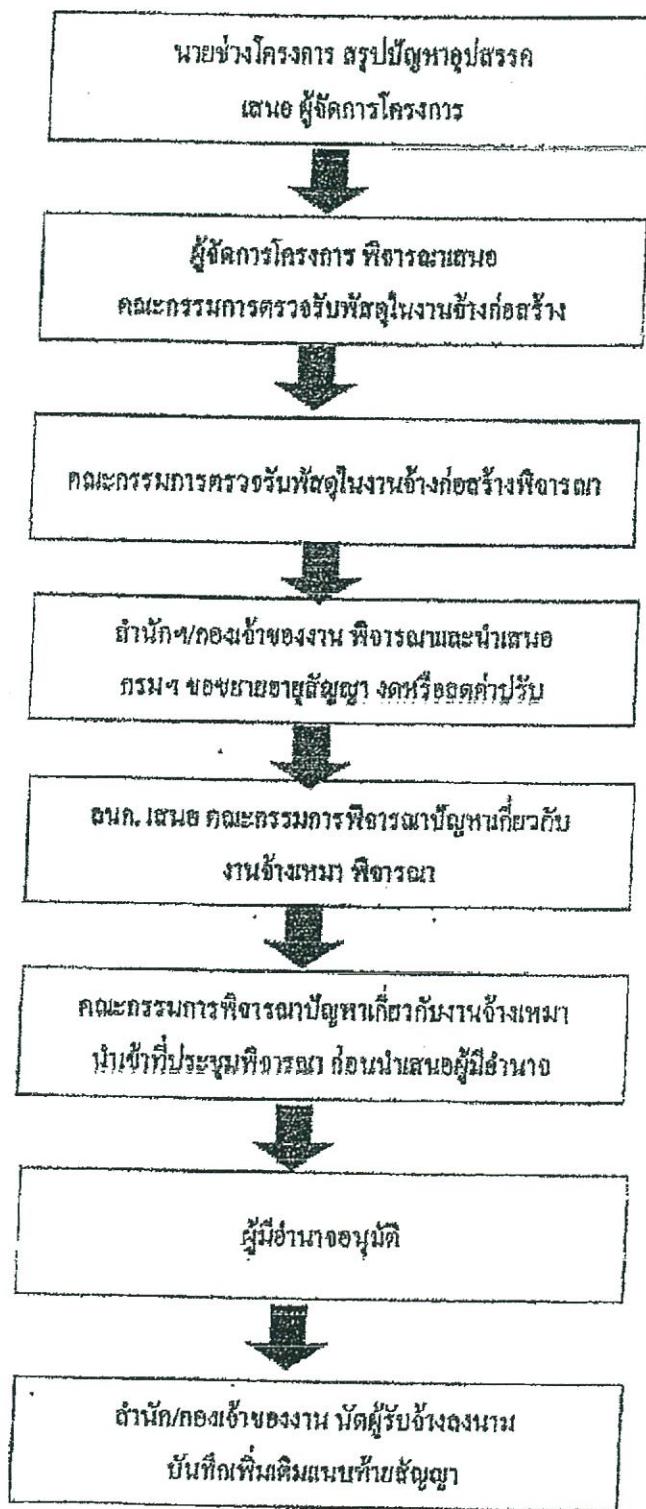 นายช่างโครงการ สรุปปัญหาอุปสรรค
เสนอ ผู้จัดการโครงการ
ผู้จัดการโครงการ พิจารณาเสนอ
คณะกรรมการตรวจรับพัสดุในงานจ้างก่อสร้าง
คณะกรรมการตรวจรับพัสดุในงานจ้างก่อสร้างพิจารณา
สำนักฯ/กองเจ้าของงาน พิจารณาและนำเสนอ
กรมฯ ขอขยายอายุสัญญา งดหรือลดค่าปรับ
เสนอ คณะกรรมการพิจารณาปัญหาเกี่ยวกับ
งานจ้างเหมา พิจารณา
คณะกรรมการพิจารณาปัญหาเกี่ยวกับงานจ้างเหมา
นำเข้าที่ประชุมพิจารณา ก่อนนำเสนอผู้มีอำนาจ
ผู้มีอำนาจอนุมัติ
สำนัก/กองเจ้าของงาน นัดผู้รับจ้างลงนาม
บันทึกเพิ่มเติมแนบท้ายสัญญา